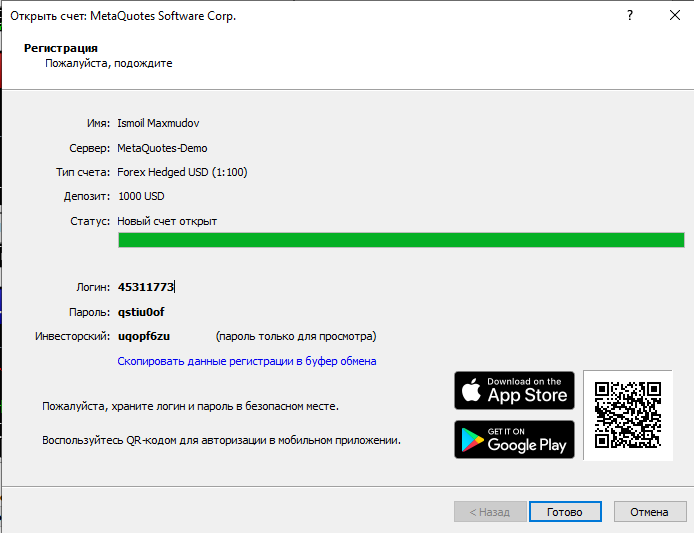 Открыть счет: MetaQuotes Software Corp.
Регистрация
Пожалуйста, подождите
Имя: Ismoil Maxmudov
Сервер: MetaQuotes-Demo
Тип счета: Forex Hedged USD (1:100)
Депозит: 1000 USD
Статус: Новый счет открыт
Логин: 45311773
Пароль: qstiu0of
Инвесторский: uqopf6zu (пароль только для просмотра)
Скопировать данные регистрации в буфер обмена
Download on the
App Store
Пожалуйста, храните логин и пароль в безопасном месте.
GET IT ON
Google Play
Воспользуйтесь QR-кодом для авторизации в мобильном приложении.
< Назад
Готово
Отмена